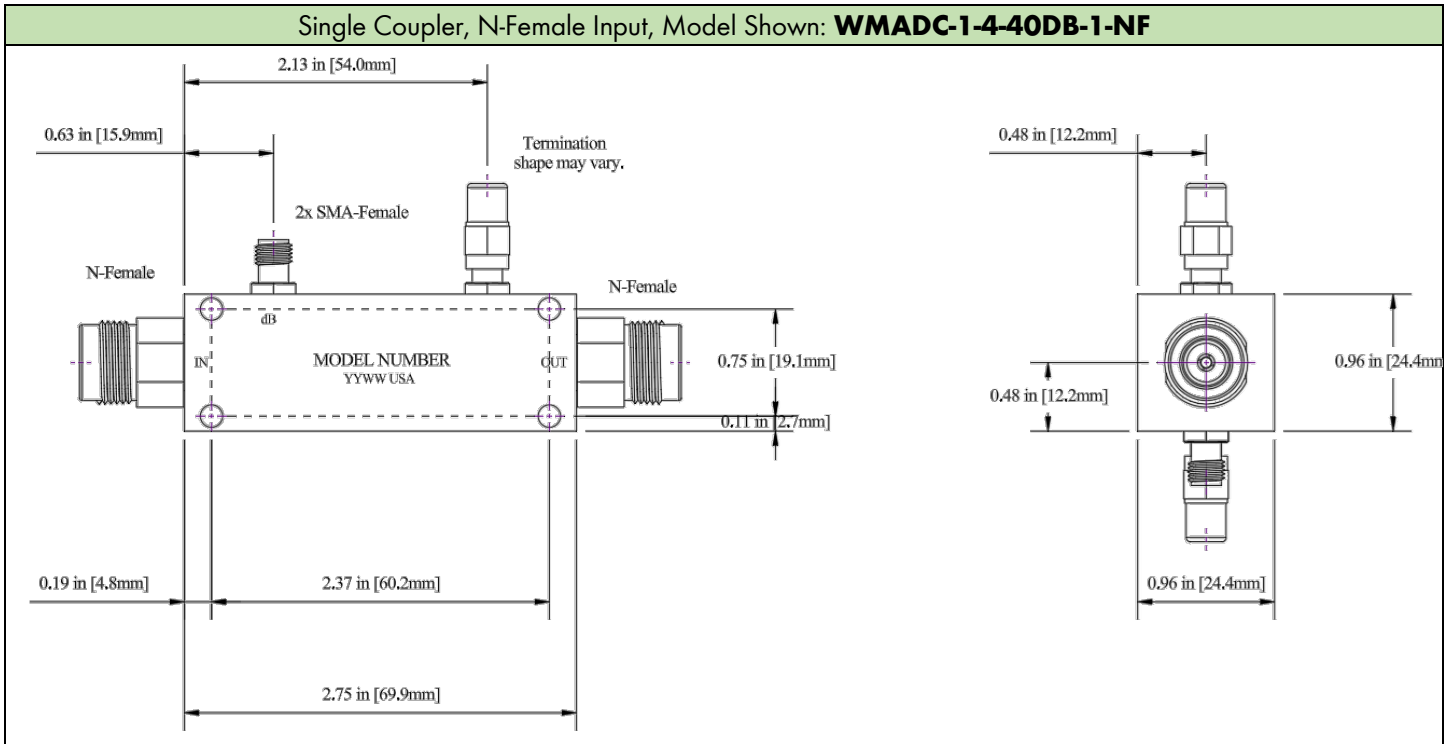 Single Coupler, N-Female Input, Model Shown: WMADC-1-4-40DB-1-NF
2.13 in [54.0mm]
0.63 in [15.9mm]
Termination
shape may vary.
0.48 in [12.2mm]
2x SMA-Female
N-Female
N-Female
dB
IN
MODEL NUMBER
OUT
YYWW USA
0.75 in [19.1mm]
0.96 in [24.4mm
0.48 in [12.2mm]
0.11 in [2.7mm]
0.19 in [4.8mm]
2.37 in [60.2mm]
0.96 in [24.4mm]
2.75 in [69.9mm]